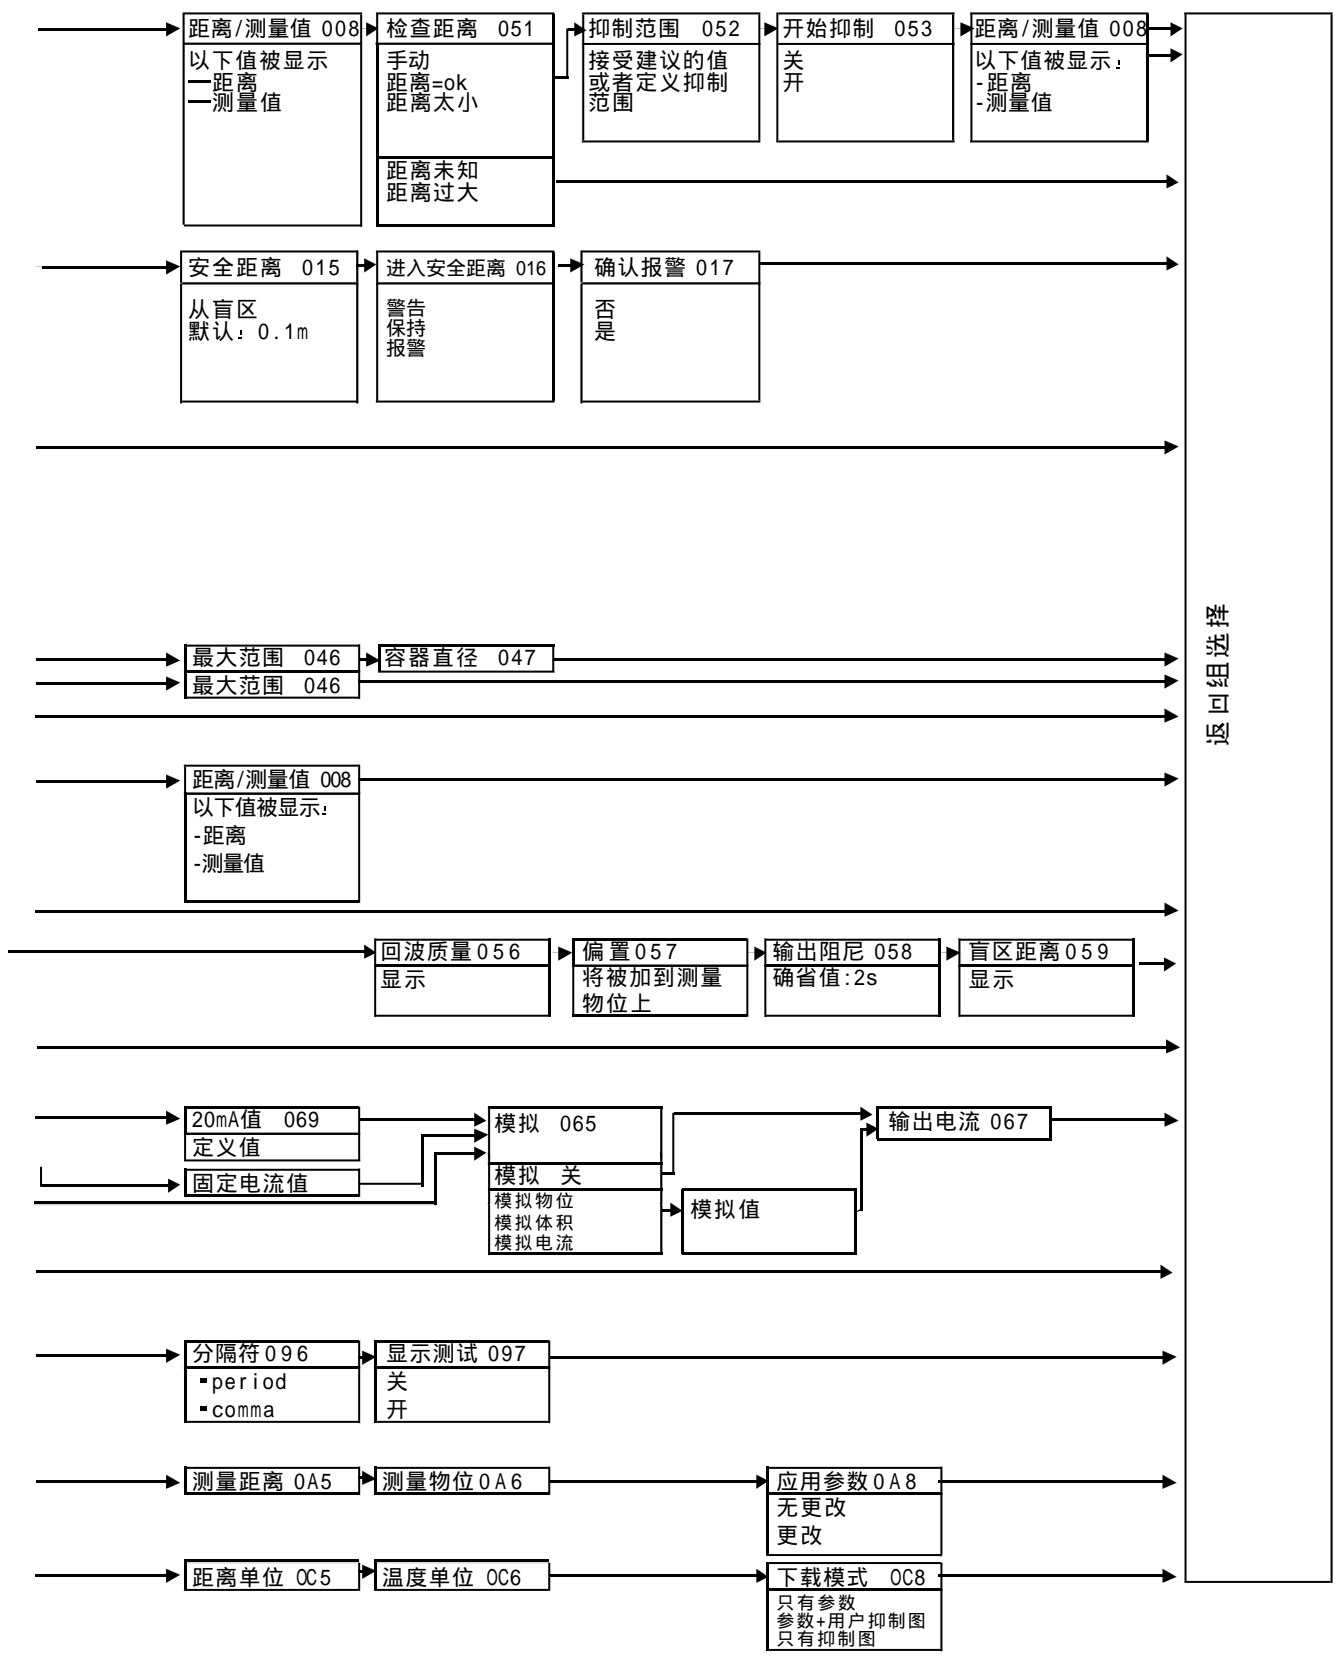 距离/测量值 008
以下值被显示
—距离
—测量值
检查距离 051
手动
距离=ok
距离太小
距离未知
距离过大
抑制范围 052
接受建议的值
或者定义抑制
范围
开始抑制 053
关
开
距离/测量值 008
以下值被显示:
-距离
-测量值
安全距离 015
从盲区
默认: 0.1m
进入安全距离 016
警告
保持
报警
确认报警 017
否
是
返回组选择
最大范围 046
容器直径 047
最大范围 046
距离/测量值 008
以下值被显示:
-距离
-测量值
回波质量056
显示
偏置057
将被加到测量
物位上
输出阻尼 058
确省值:2s
盲区距离059
显示
20mA值 069
定义值
固定电流值
模拟 065
模拟 关
模拟物位
模拟体积
模拟电流
模拟值
输出电流 067
分隔符096
▪period
▪comma
显示测试 097
关
开
测量距离 0A5
测量物位0A6
应用参数0A8
无更改
更改
距离单位 0C5
温度单位 0C6
下载模式 0C8
只有参数
参数+用户抑制图
只有抑制图